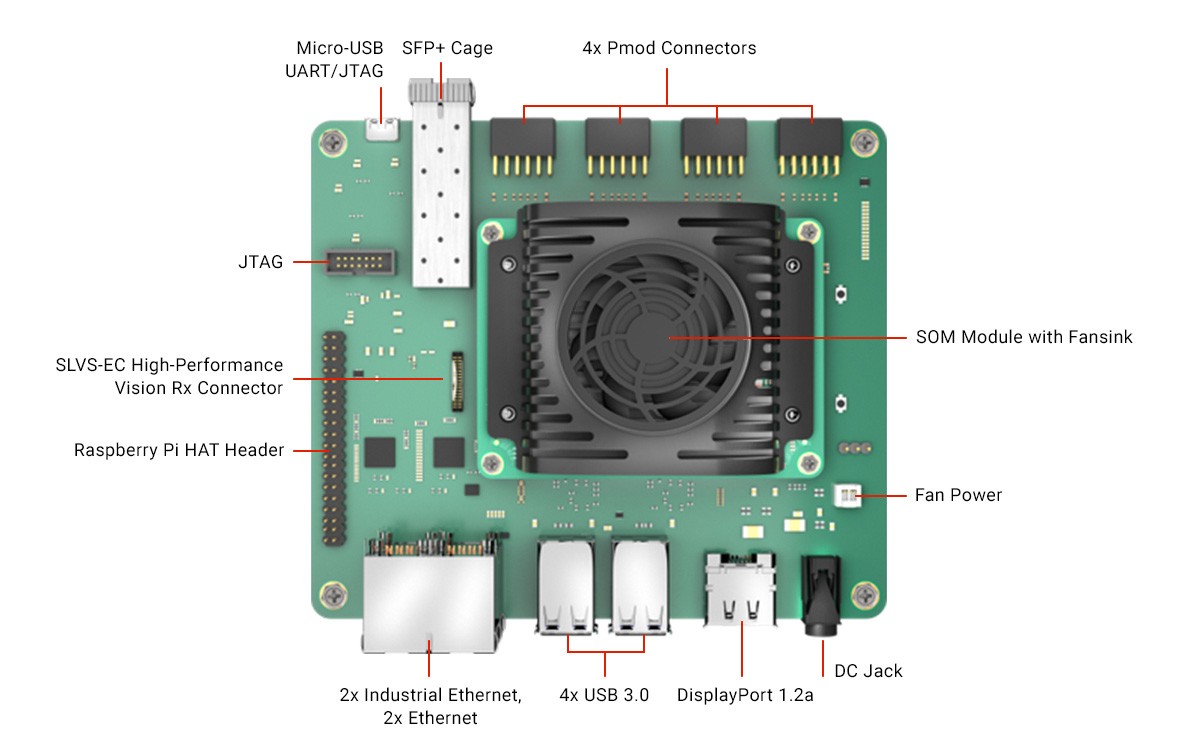 Micro-USB
UART/JTAG
SFP+ Cage
4x Pmod Connectors
JTAG
SLVS-EC High-Performance
Vision Rx Connector
Raspberry Pi HAT Header
SOM Module with Fansink
Fan Power
DC Jack
2x Industrial Ethernet,
2x Ethernet
4x USB 3.0
DisplayPort 1.2a